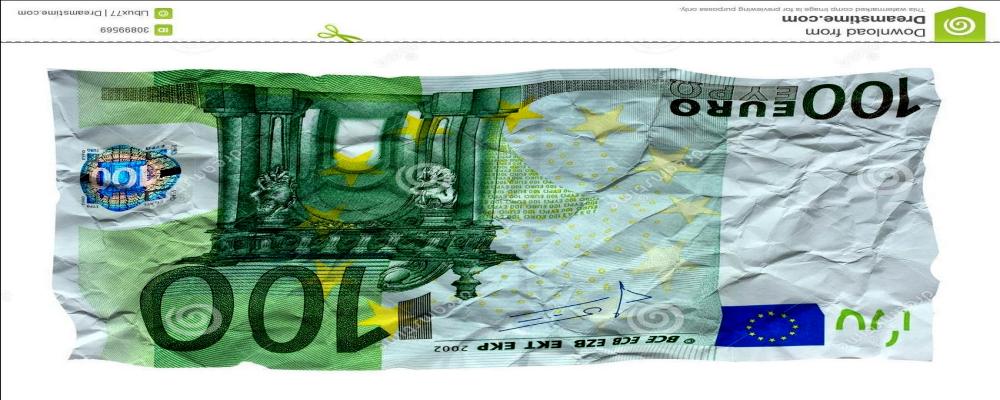 © BCE ECB EZB EKT EKP 2002
100
100
100 EURO
ΕΥΡΩ
Download from
Dreamstime.com
This watermarked comp image is for previewing purposes only.
ID 30899569
Libux77 | Dreamstime.com